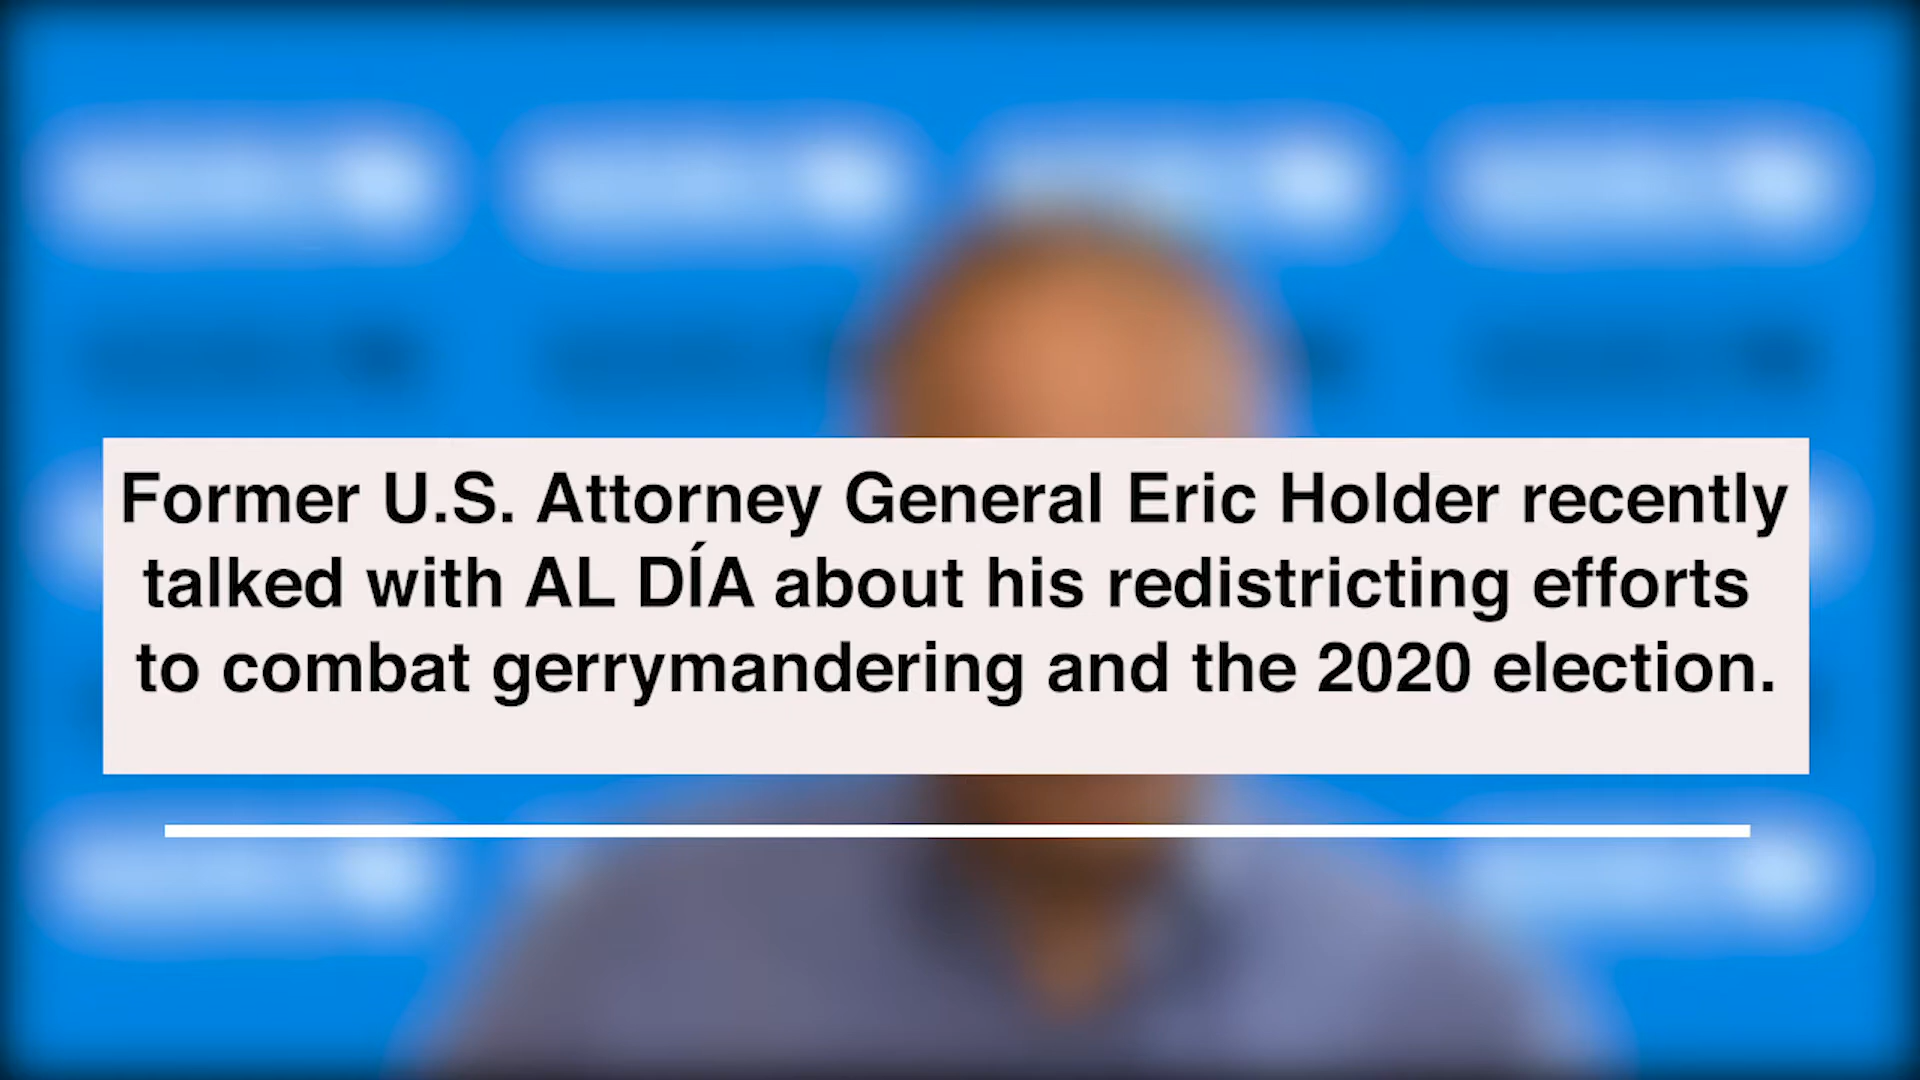 Former U.S. Attorney General Eric Holder recently
talked with AL DÍA about his redistricting efforts
to combat gerrymandering and the 2020 election.